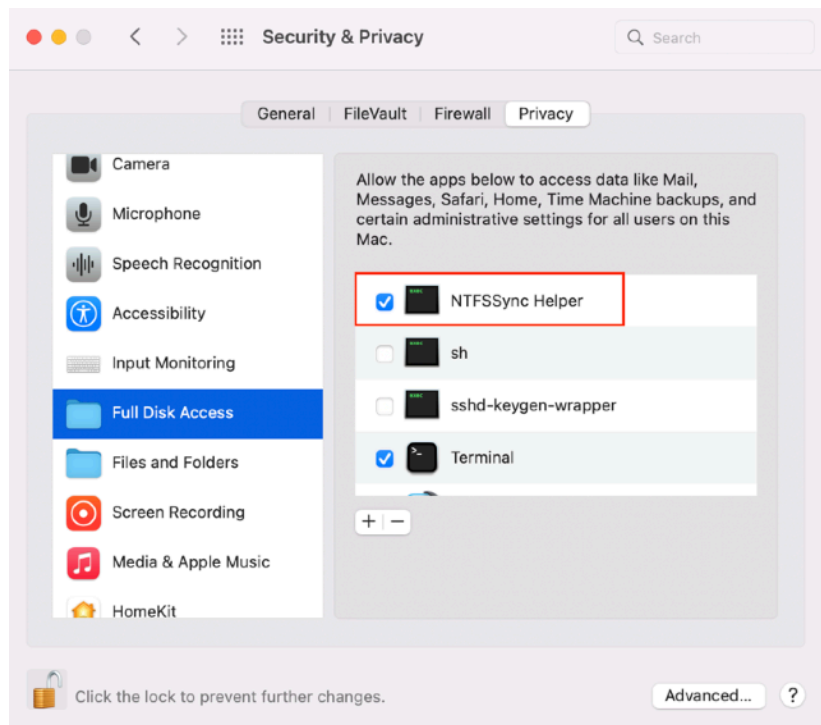 Security & Privacy
Search
General
FileVault
Firewall
Privacy
Camera
Microphone
Speech Recognition
Accessibility
Input Monitoring
Full Disk Access
Files and Folders
Screen Recording
Media & Apple Music
HomeKit
Allow the apps below to access data like Mail,
Messages, Safari, Home, Time Machine backups, and
certain administrative settings for all users on this
Mac.
NTFSSync Helper
sh
sshd-keygen-wrapper
Terminal
+ −
Click the lock to prevent further changes.
Advanced...
?